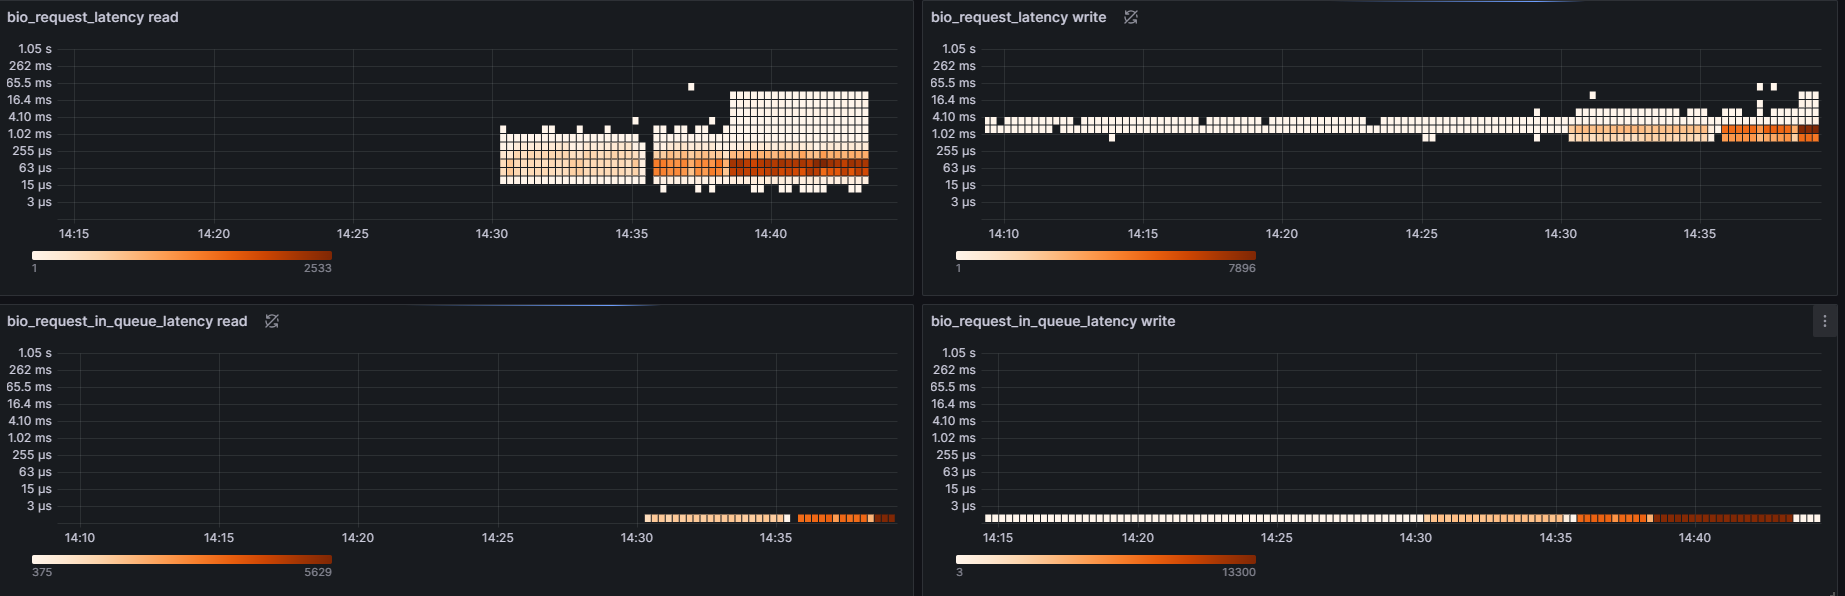 bio_request_latency read
1.05 s
262 ms
65.5 ms
16.4 ms
4.10 ms
1.02 ms
255 µs
63 µs
15 µs
3 µs
14:15 14:20 14:25 14:30 14:35 14:40
1 2533
bio_request_latency write
1.05 s
262 ms
65.5 ms
16.4 ms
4.10 ms
1.02 ms
255 µs
63 µs
15 µs
3 µs
14:10 14:15 14:20 14:25 14:30 14:35
1 7896
bio_request_in_queue_latency read
1.05 s
262 ms
65.5 ms
16.4 ms
4.10 ms
1.02 ms
255 µs
63 µs
15 µs
3 µs
14:10 14:15 14:20 14:25 14:30 14:35
375 5629
bio_request_in_queue_latency write
1.05 s
262 ms
65.5 ms
16.4 ms
4.10 ms
1.02 ms
255 µs
63 µs
15 µs
3 µs
14:15 14:20 14:25 14:30 14:35 14:40
3 13300